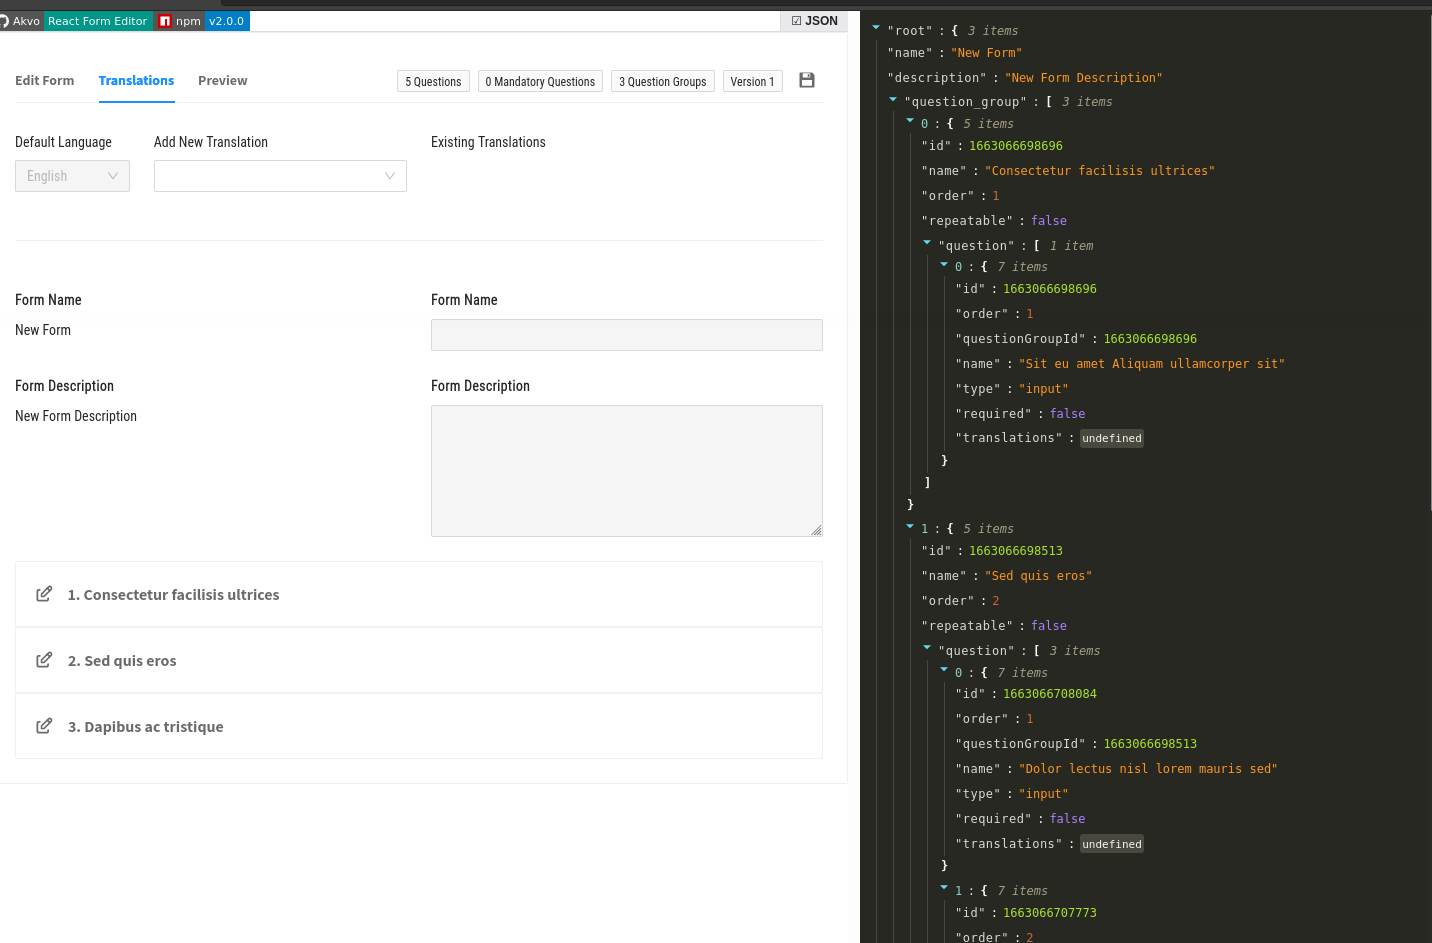 Akvo React Form Editor npm v2.0.0
☑ JSON
Edit Form Translations Preview 5 Questions 0 Mandatory Questions 3 Question Groups Version 1
Default Language Add New Translation Existing Translations
English
Form Name Form Name
New Form
Form Description Form Description
New Form Description
1. Consectetur facilisis ultrices
2. Sed quis eros
3. Dapibus ac tristique
"root" : { 3 items
"name" : "New Form"
"description" : "New Form Description"
"question_group" : [ 3 items
0 : { 5 items
"id" : 1663066698696
"name" : "Consectetur facilisis ultrices"
"order" : 1
"repeatable" : false
"question" : [ 1 item
0 : { 7 items
"id" : 1663066698696
"order" : 1
"questionGroupId" : 1663066698696
"name" : "Sit eu amet Aliquam ullamcorper sit"
"type" : "input"
"required" : false
"translations" : undefined
}
]
}
1 : { 5 items
"id" : 1663066698513
"name" : "Sed quis eros"
"order" : 2
"repeatable" : false
"question" : [ 3 items
0 : { 7 items
"id" : 1663066708084
"order" : 1
"questionGroupId" : 1663066698513
"name" : "Dolor lectus nisl lorem mauris sed"
"type" : "input"
"required" : false
"translations" : undefined
}
1 : { 7 items
"id" : 1663066707773
"order" : 2